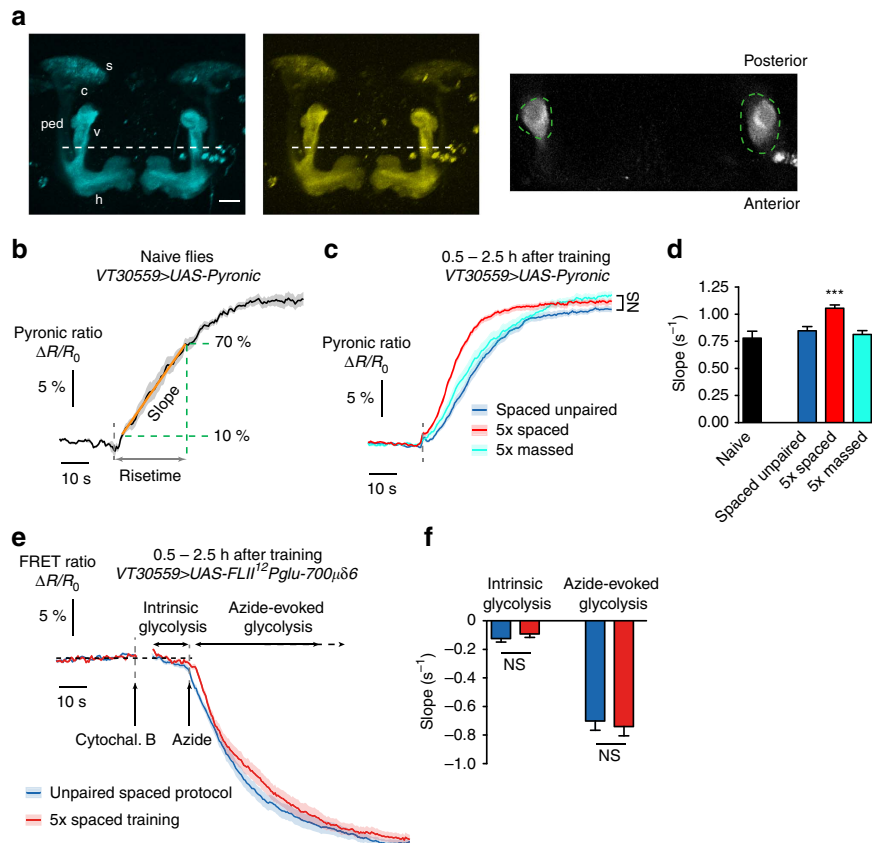 a
s
c
ped
v
h
Posterior
Anterior
b
Naive flies
VT30559>UAS-Pyronic
Pyronic ratio
ΔR/R0
5 %
70 %
Slope
10 %
10 s
Risetime
c
0.5 – 2.5 h after training
VT30559>UAS-Pyronic
NS
Pyronic ratio
ΔR/R0
5 %
Spaced unpaired
5x spaced
5x massed
10 s
d
1.25
1.00
0.75
0.50
0.25
0.00
Slope (s⁻¹)
***
Naive
Spaced unpaired
5x spaced
5x massed
e
0.5 – 2.5 h after training
VT30559>UAS-FLII¹²Pglu-700μδ6
FRET ratio
ΔR/R0
5 %
Intrinsic
glycolysis
Azide-evoked
glycolysis
10 s
Cytochal. B
Azide
Unpaired spaced protocol
5x spaced training
f
Intrinsic
glycolysis
Azide-evoked
glycolysis
0
−0.2
−0.4
−0.6
−0.8
−1.0
Slope (s⁻¹)
NS
NS